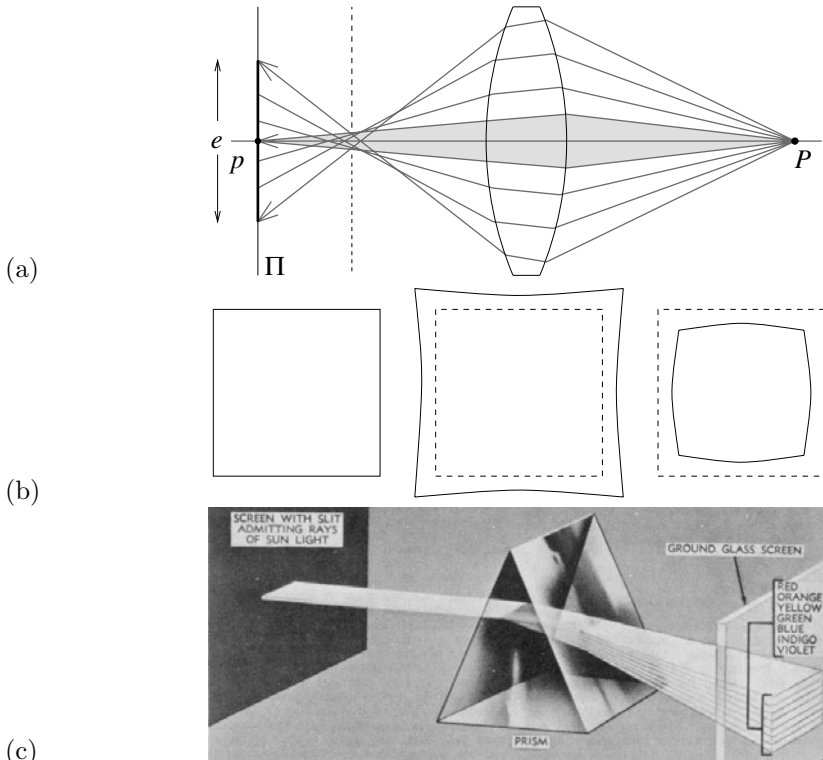 e
p
P
Π
(a)
(b)
SCREEN WITH SLIT
ADMITTING RAYS
OF SUN LIGHT
GROUND GLASS SCREEN
RED
ORANGE
YELLOW
GREEN
BLUE
INDIGO
VIOLET
PRISM
(c)